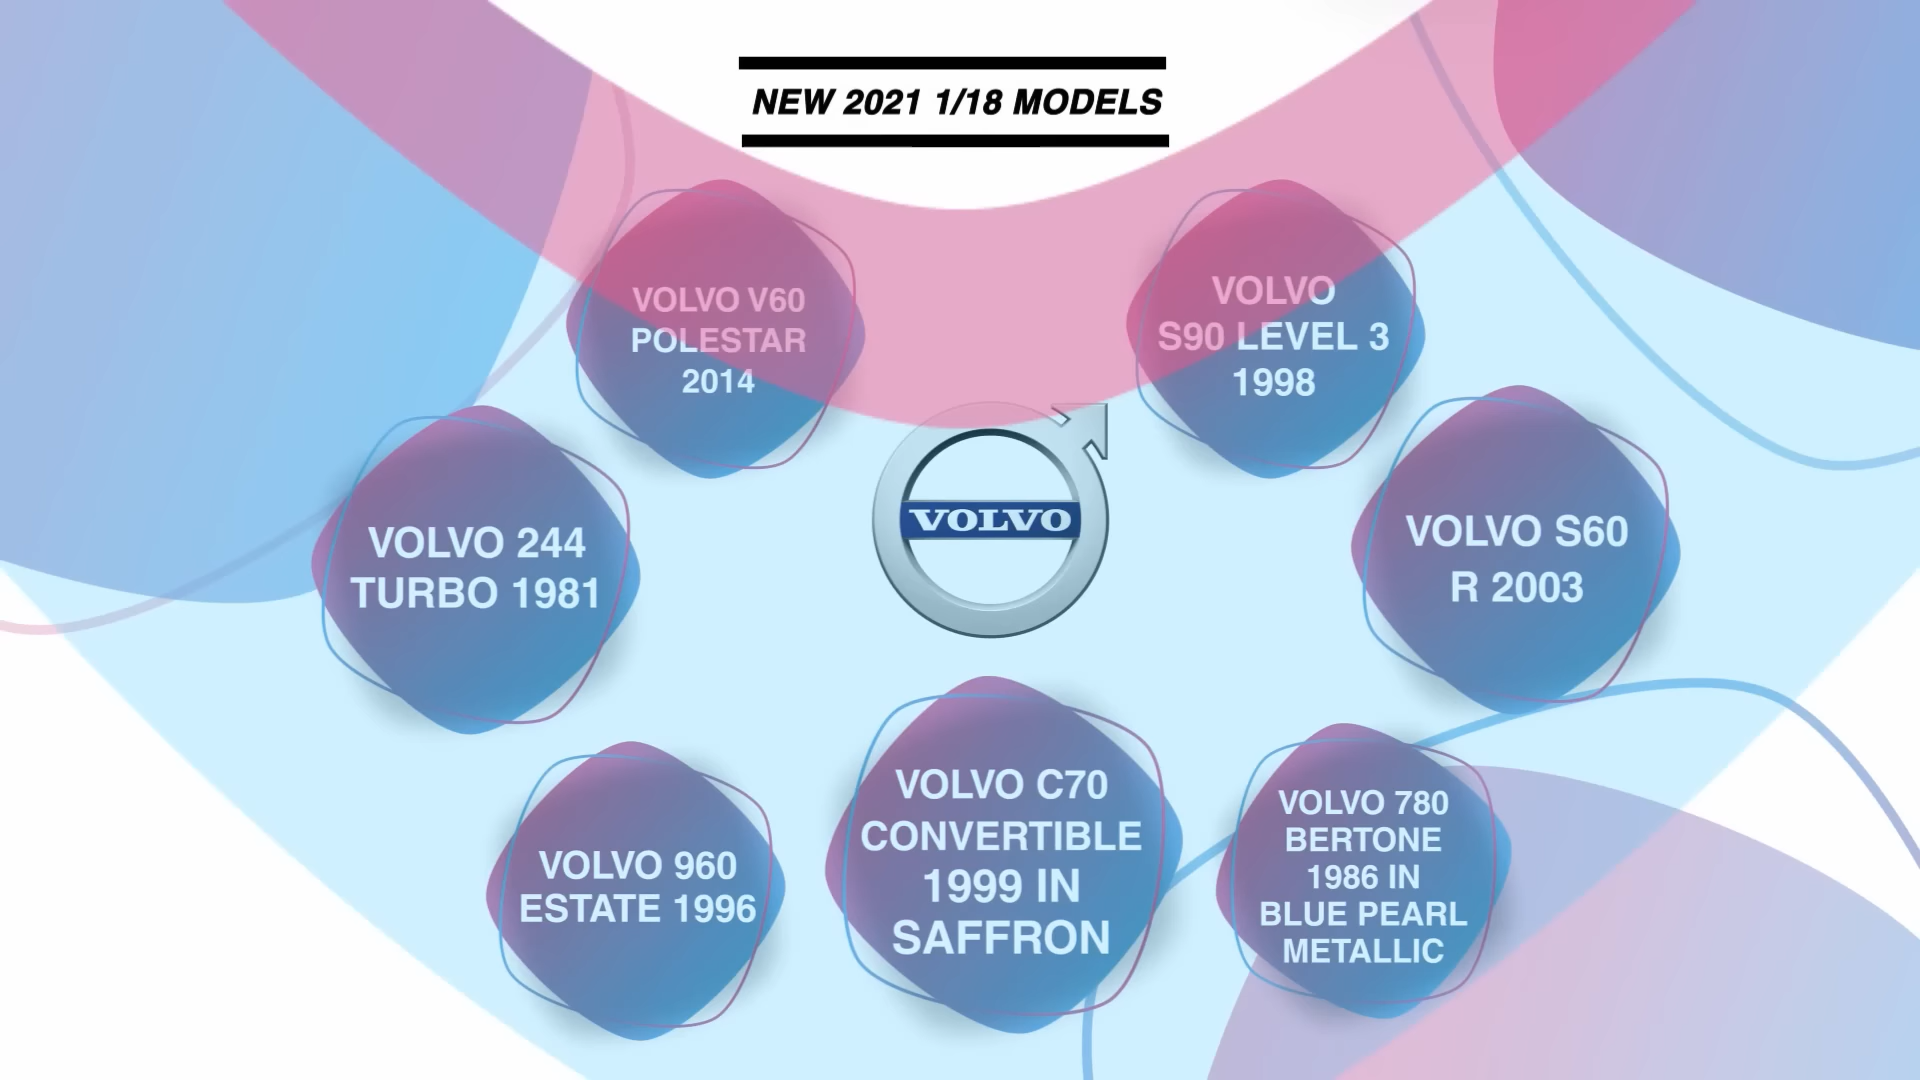 NEW 2021 1/18 MODELS
VOLVO V60
POLESTAR
2014
VOLVO
S90 LEVEL 3
1998
VOLVO 244
TURBO 1981
VOLVO
VOLVO S60
R 2003
VOLVO 960
ESTATE 1996
VOLVO C70
CONVERTIBLE
1999 IN
SAFFRON
VOLVO 780
BERTONE
1986 IN
BLUE PEARL
METALLIC